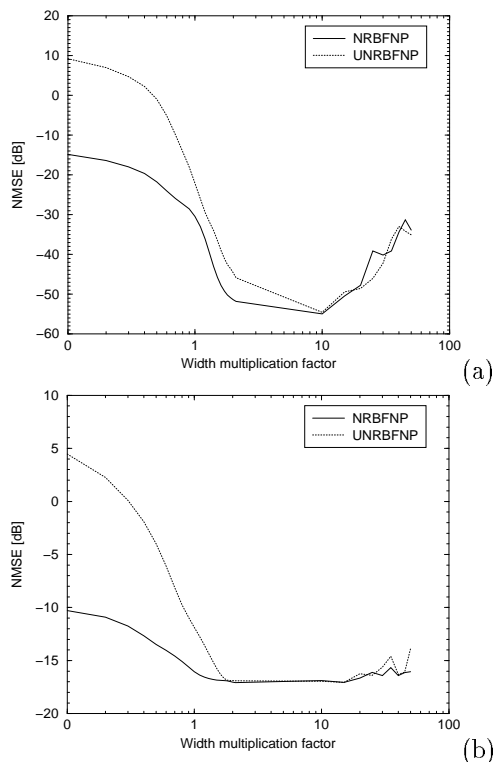 20
10
0
−10
−20
−30
−40
−50
−60
NMSE [dB]
NRBFNP
UNRBFNP
0 1 10 100
Width multiplication factor
(a)
10
5
0
−5
−10
−15
−20
NMSE [dB]
NRBFNP
UNRBFNP
0 1 10 100
Width multiplication factor
(b)